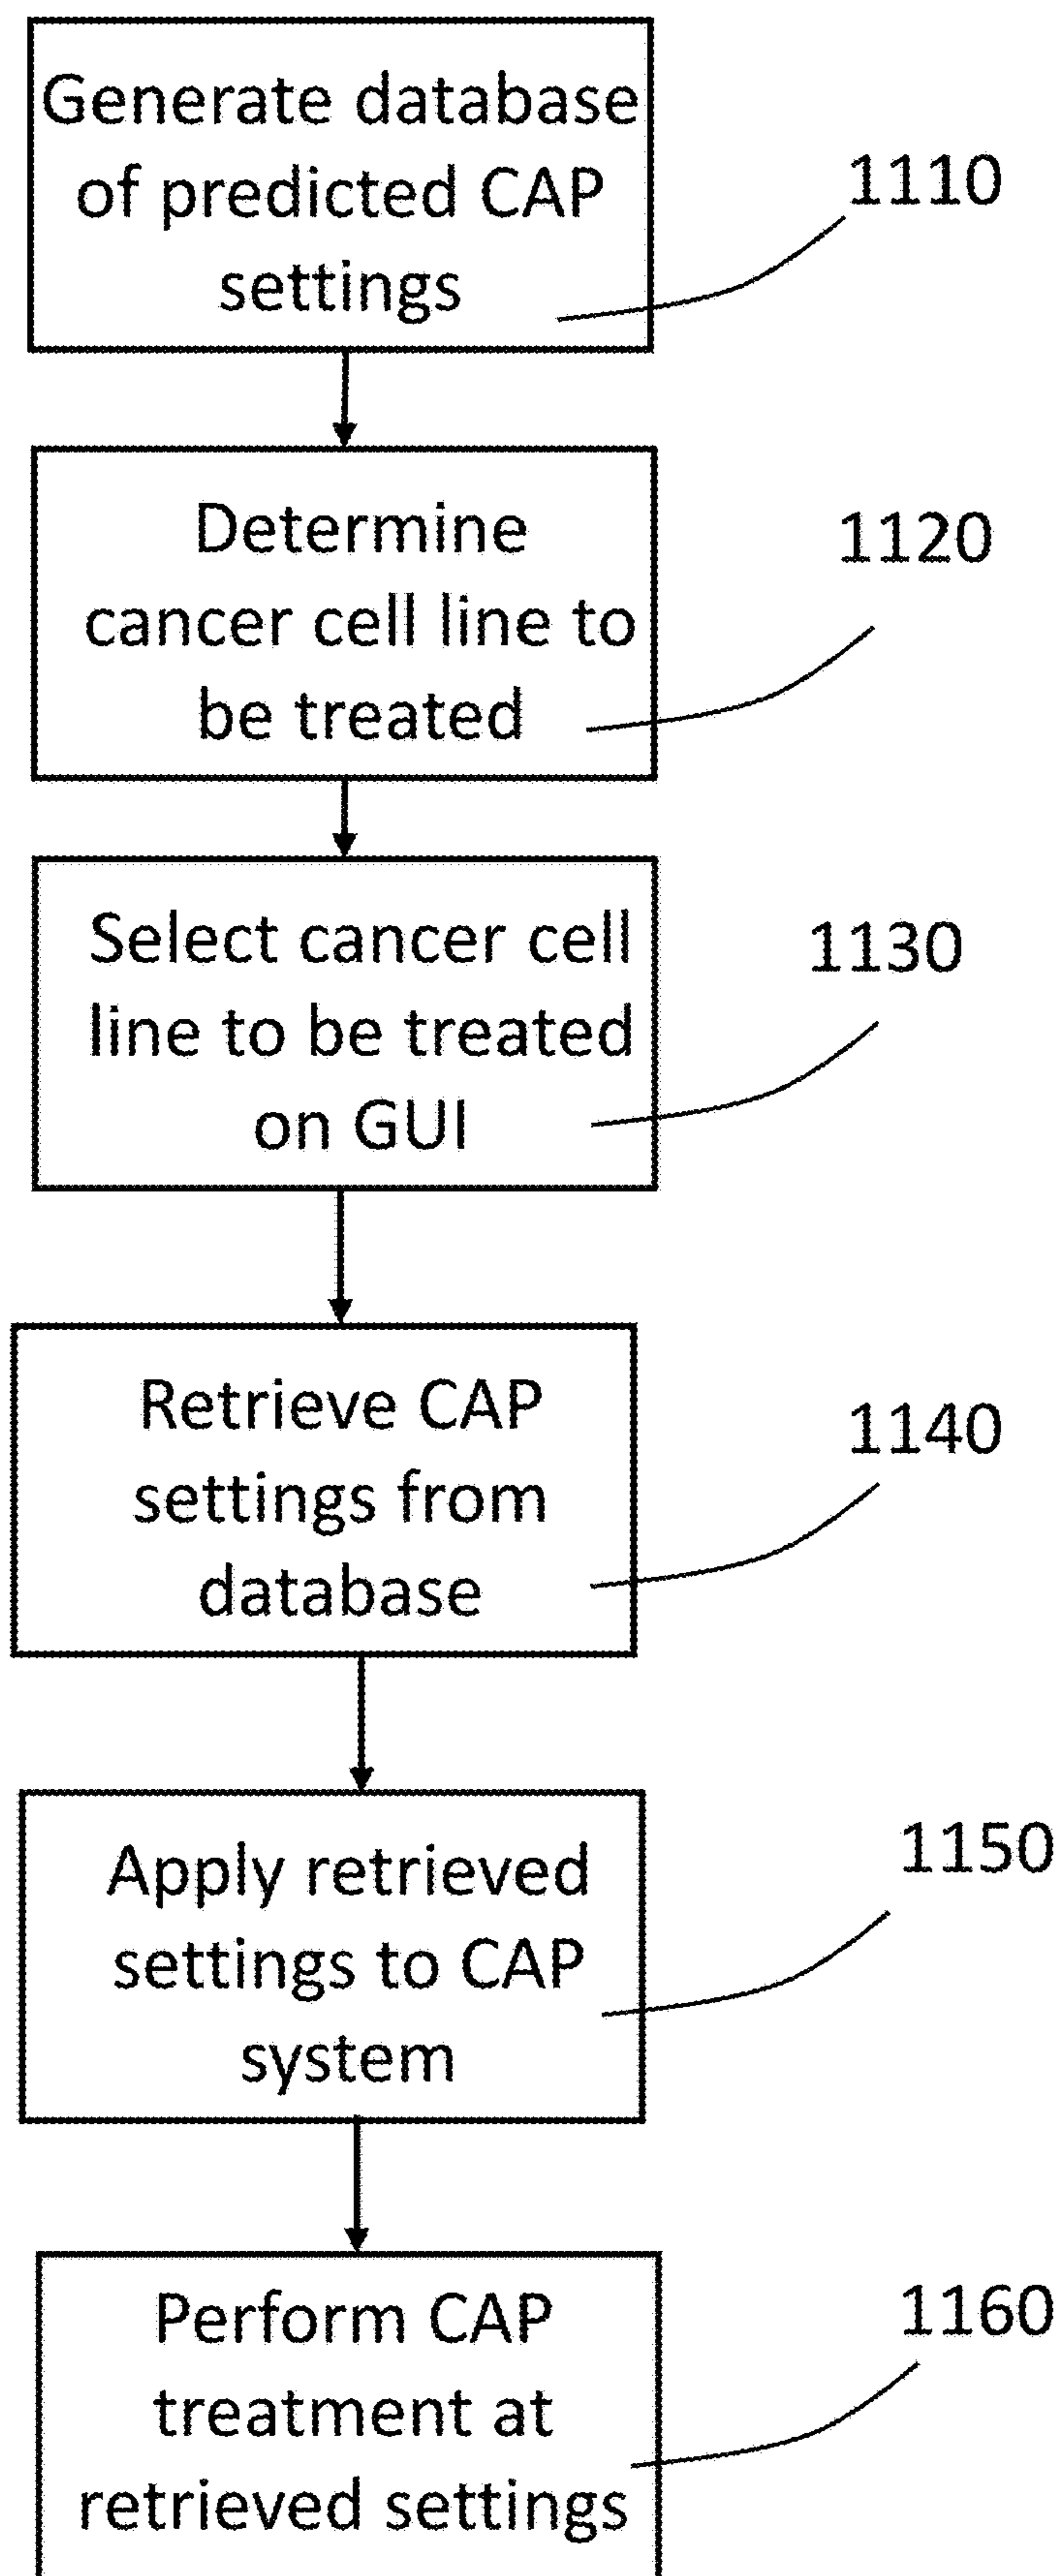 Generate database
of predicted CAP
settings
1110
Determine
cancer cell line to
be treated
1120
Select cancer cell
line to be treated
on GUI
1130
Retrieve CAP
settings from
database
1140
Apply retrieved
settings to CAP
system
1150
Perform CAP
treatment at
retrieved settings
1160